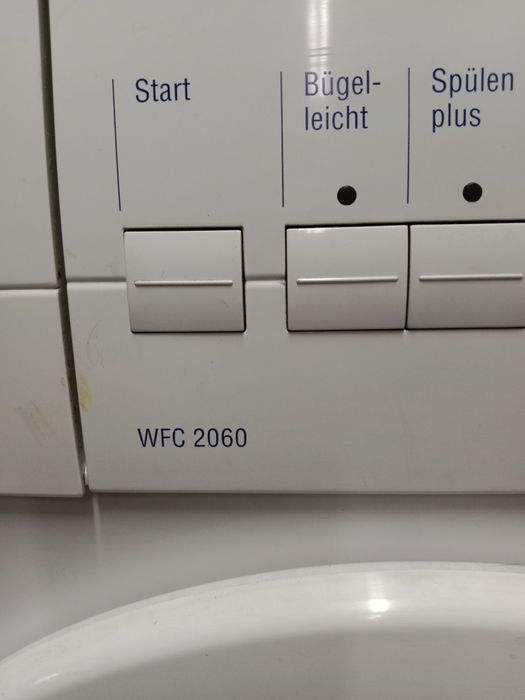 Start
Bügel-
leicht
Spülen
plus
WFC 2060